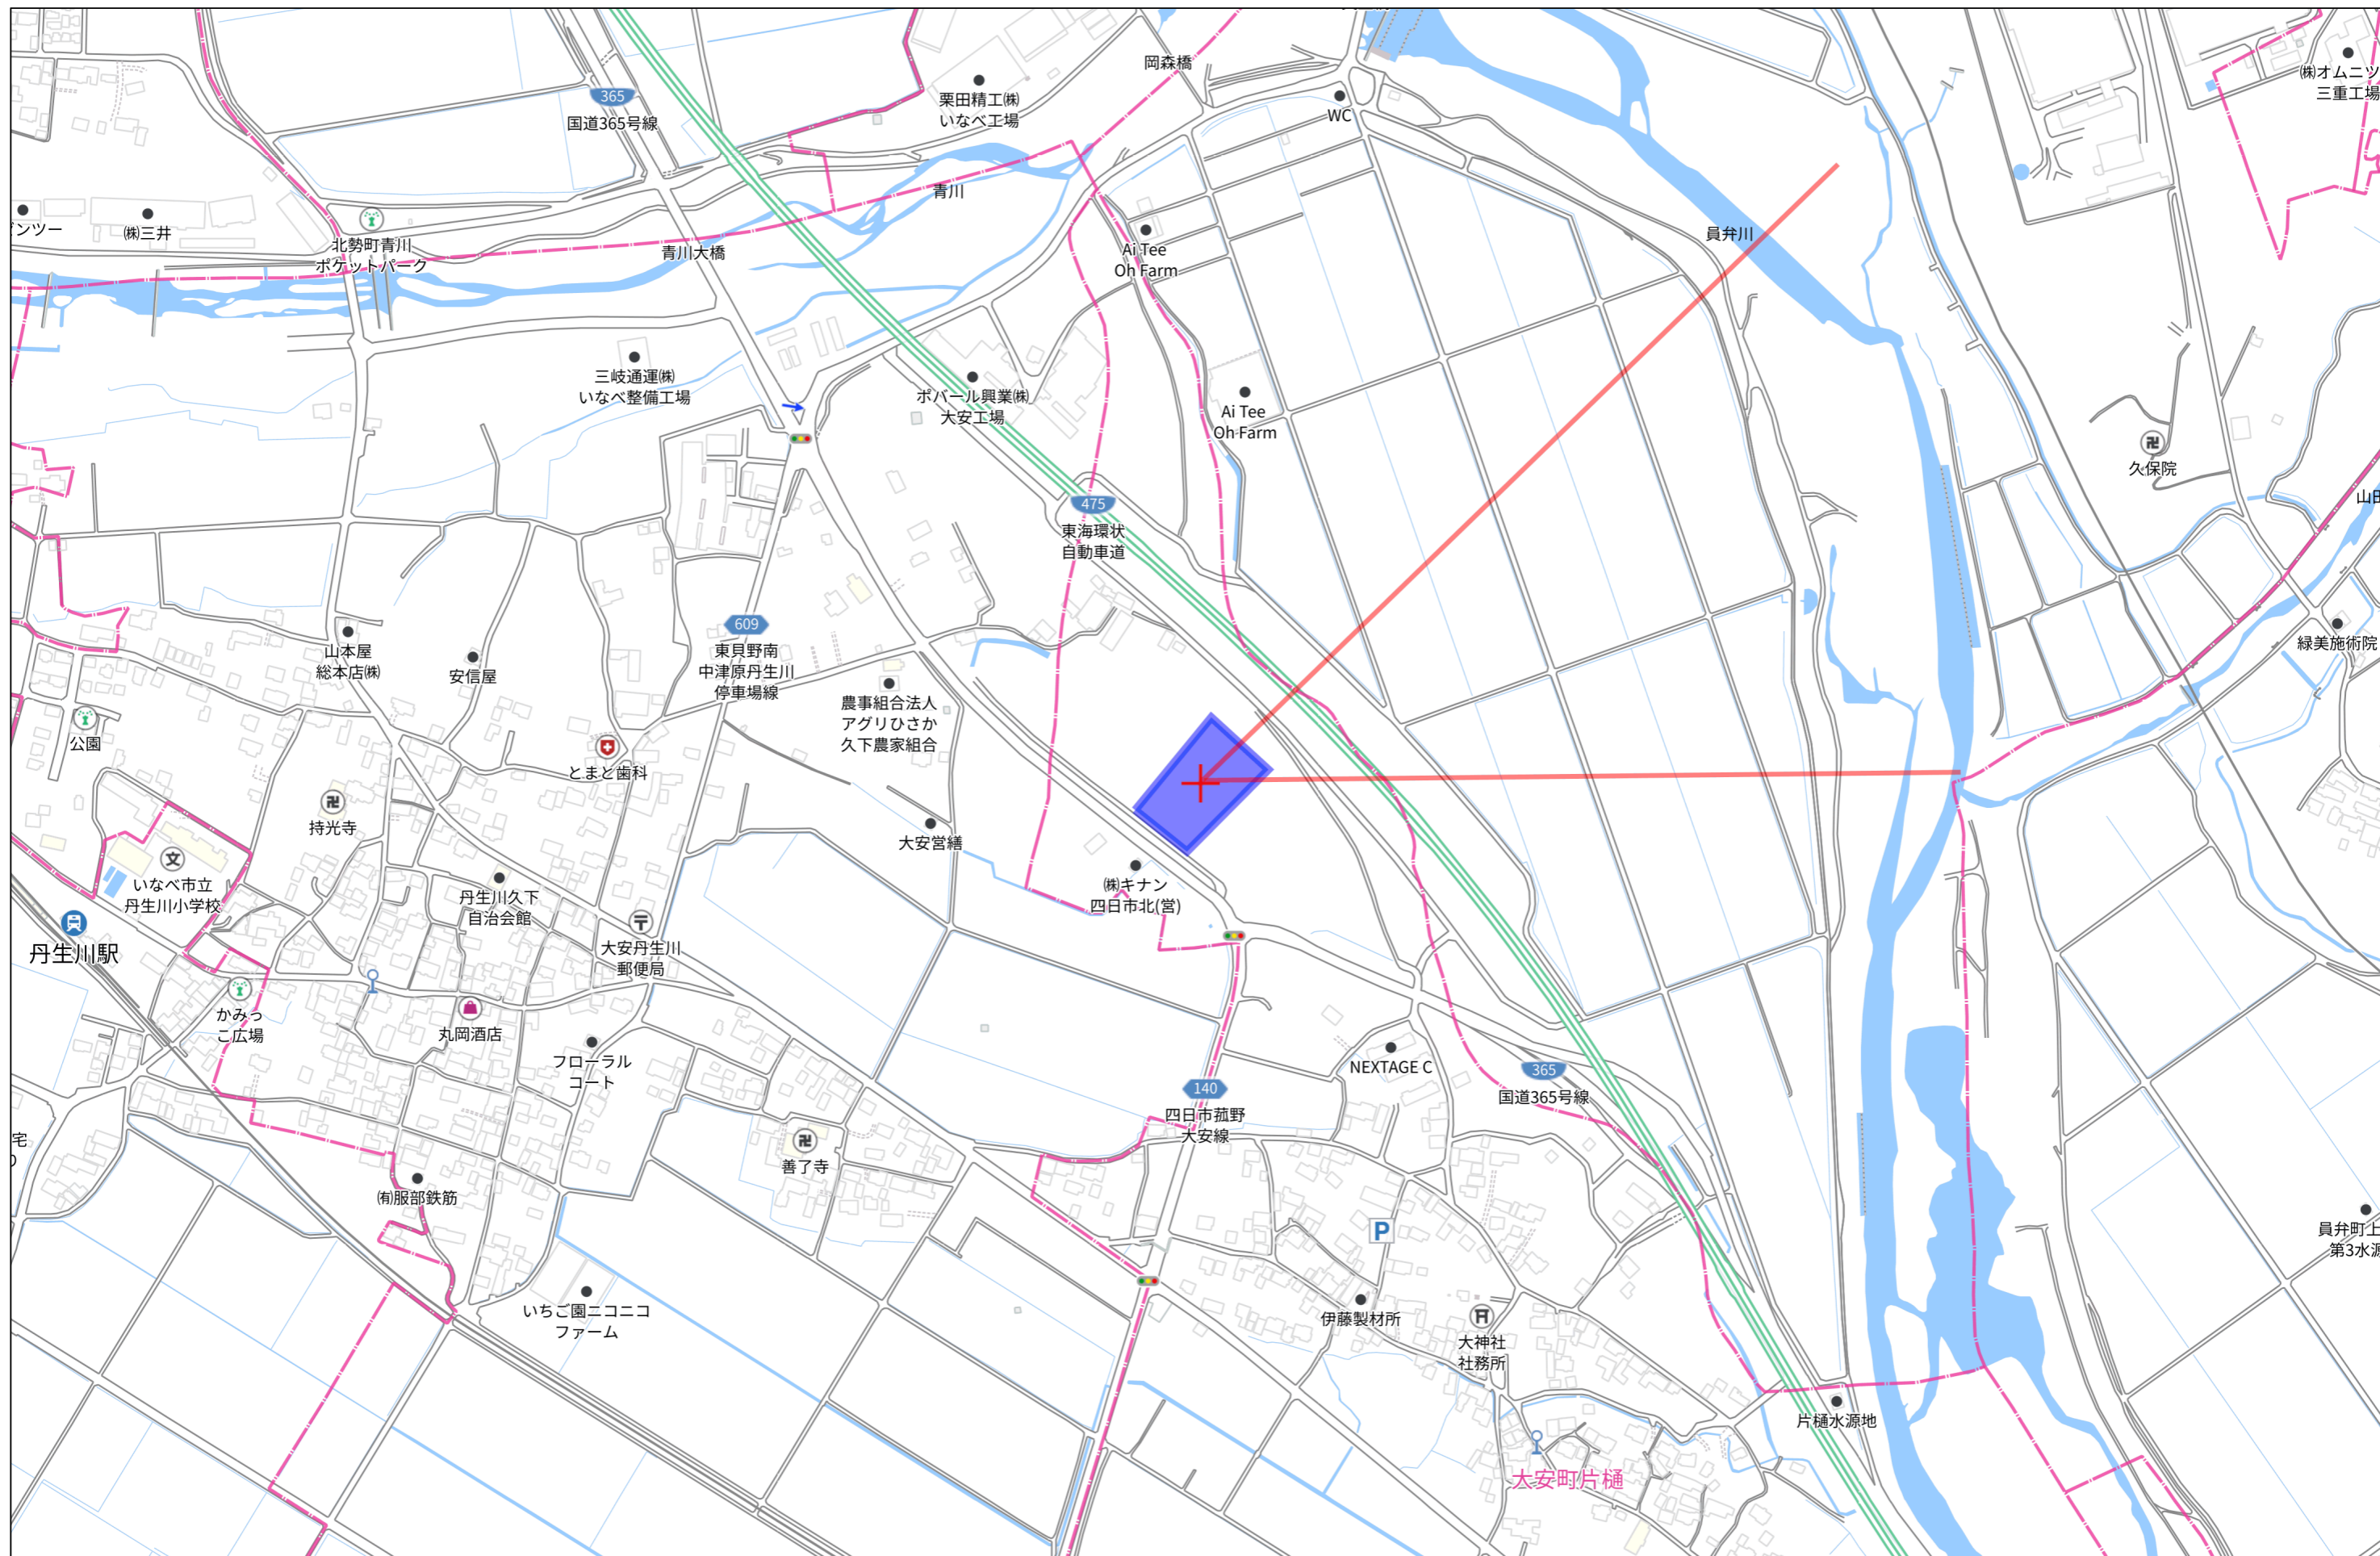 岡森橋
㈱オムニツ
三重工場
栗田精工㈱
いなべ工場
365
国道365号線
WC
青川
ンツー
㈱三井
北勢町青川
ポケットパーク
青川大橋
員弁川
Ai Tee
Oh Farm
三岐通運㈱
いなべ整備工場
ポバール興業㈱
大安工場
Ai Tee
Oh Farm
久保院
475
東海環状
自動車道
山田
609
東貝野南
中津原丹生川
停車場線
山本屋
総本店㈱
安信屋
緑美施術院
農事組合法人
アグリひさか
久下農家組合
公園
とまと歯科
持光寺
大安営繕
文
いなべ市立
丹生川小学校
㈱キナン
四日市北(営)
丹生川久下
自治会館
丹生川駅
大安丹生川
郵便局
かみっ
こ広場
丸岡酒店
フローラル
コート
NEXTAGE C
365
国道365号線
140
四日市菰野
大安線
宅
善了寺
㈲服部鉄筋
P
員弁町上
第3水源
いちご園ニコニコ
ファーム
伊藤製材所
大神社
社務所
片樋水源地
大安町片樋